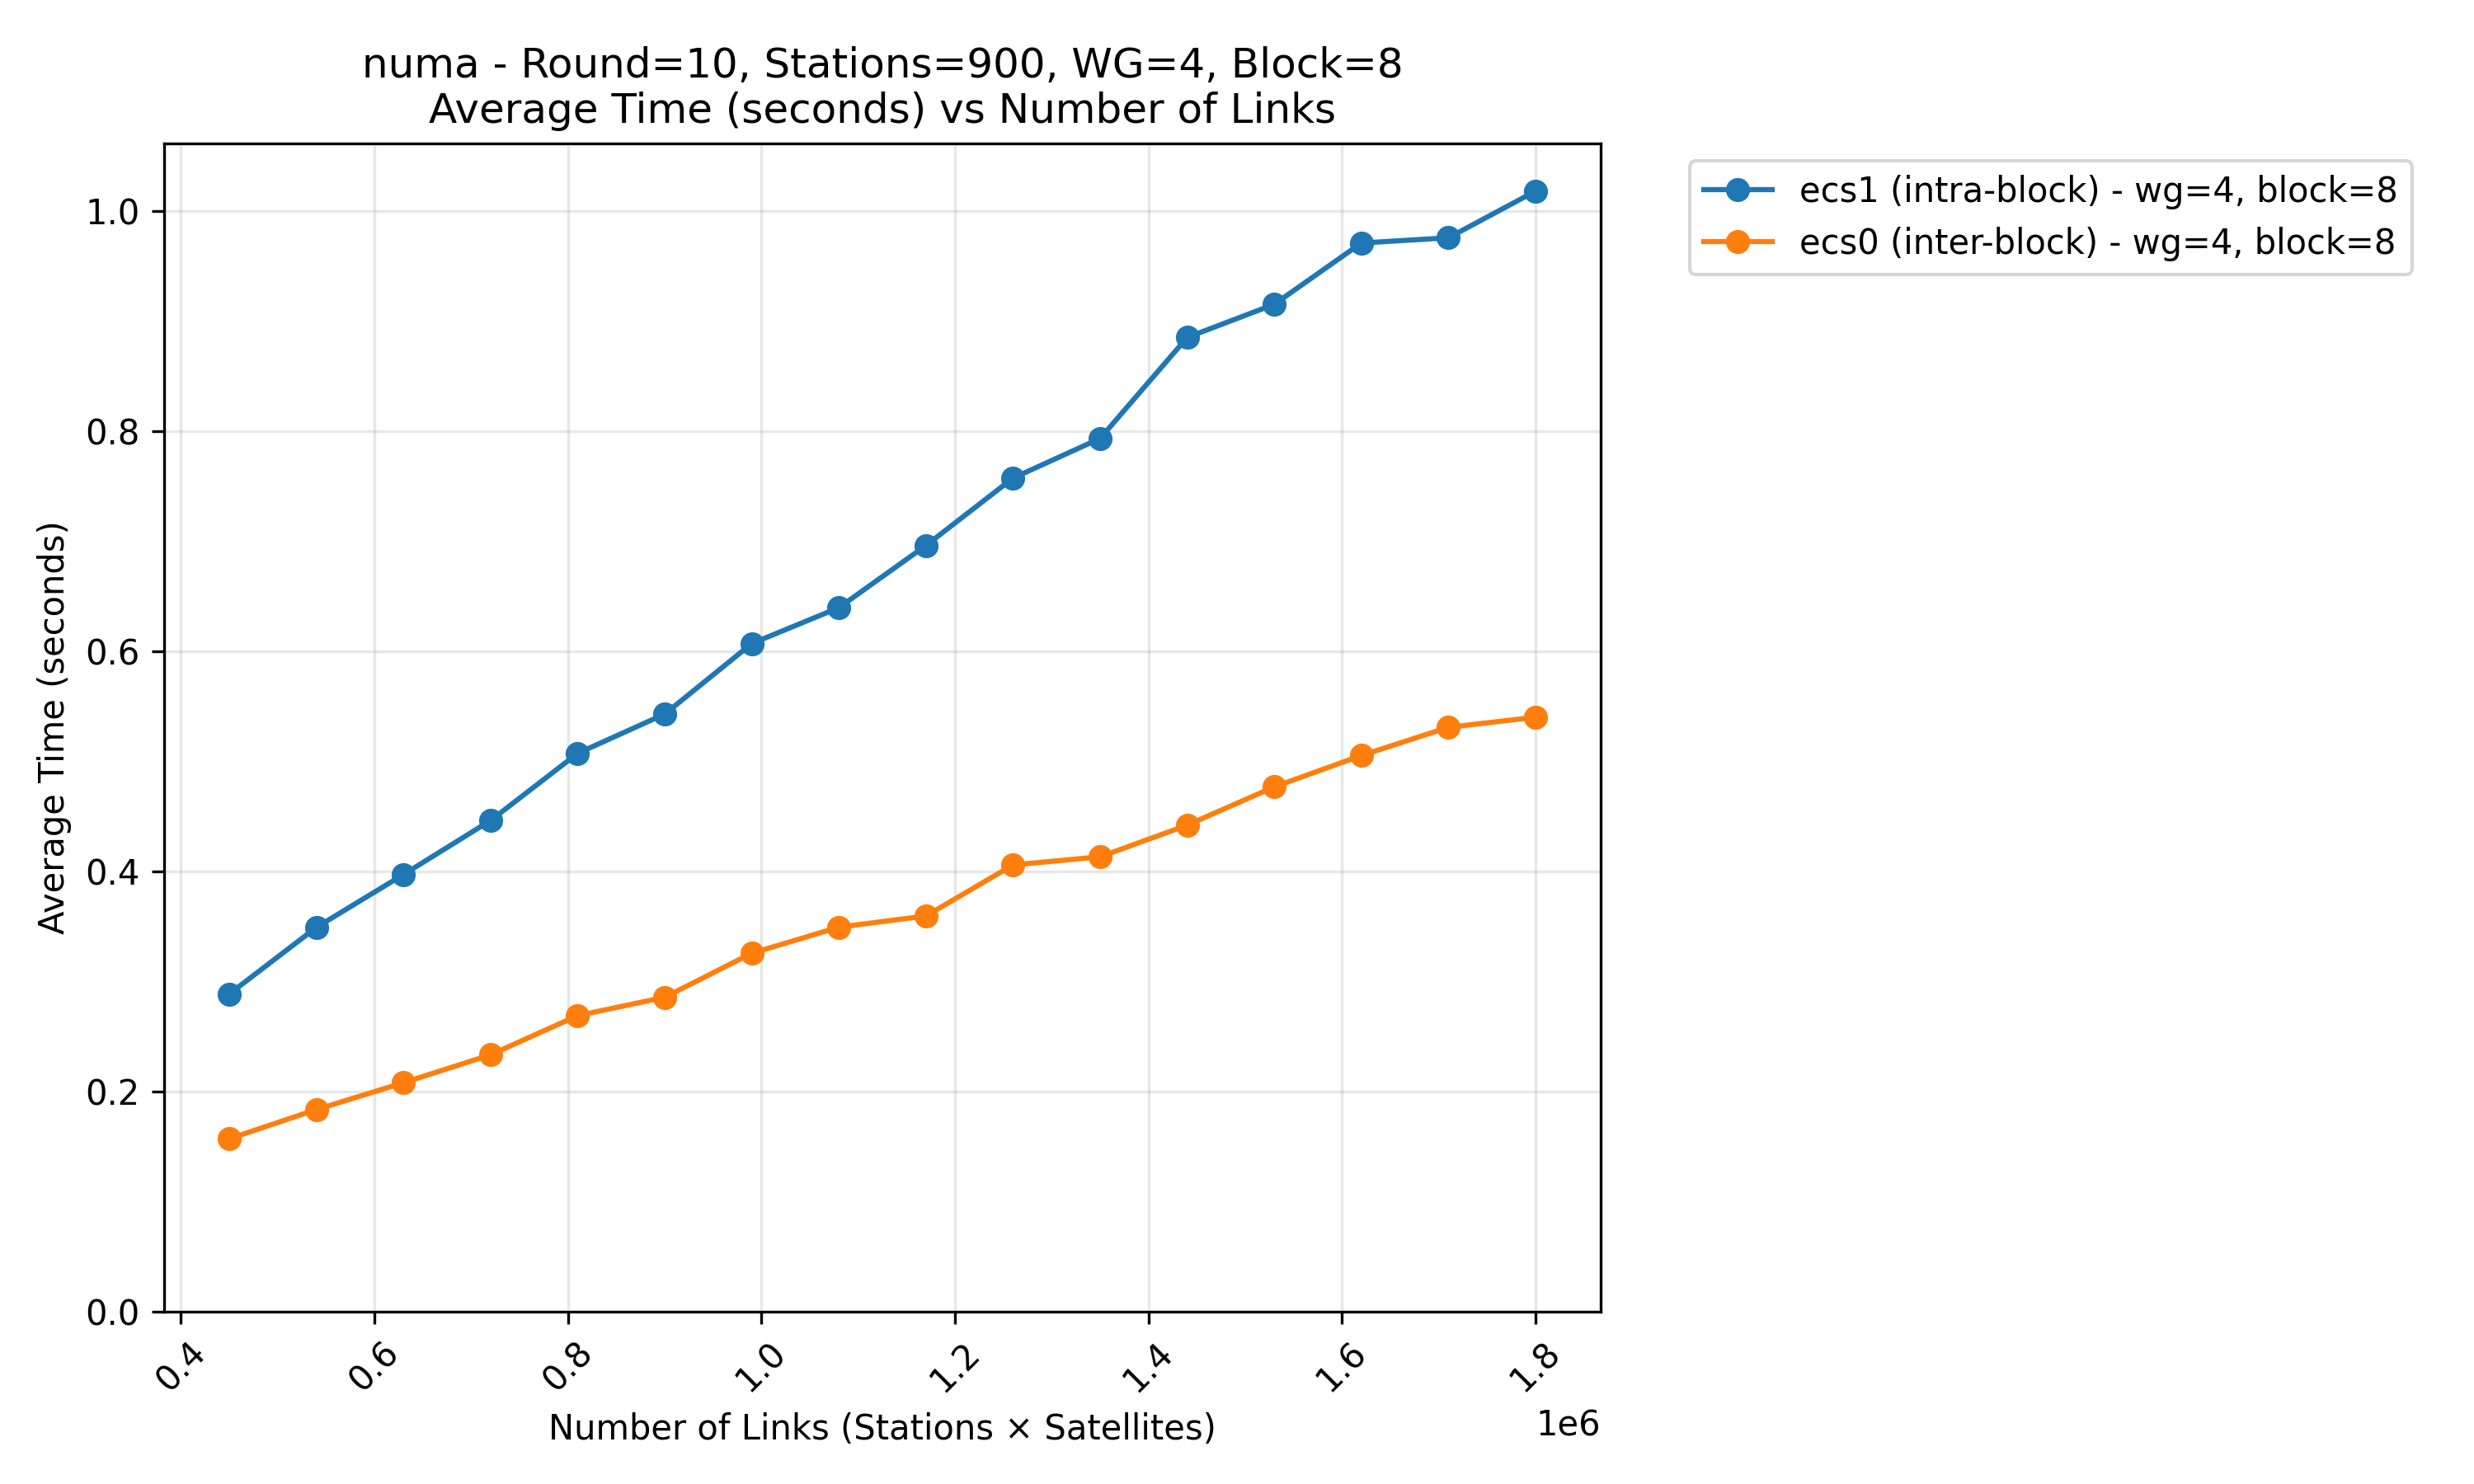 numa - Round=10, Stations=900, WG=4, Block=8
Average Time (seconds) vs Number of Links
ecs1 (intra-block) - wg=4, block=8
ecs0 (inter-block) - wg=4, block=8
Average Time (seconds)
1.0
0.8
0.6
0.4
0.2
0.0
0.4
0.6
0.8
1.0
1.2
1.4
1.6
1.8
1e6
Number of Links (Stations × Satellites)